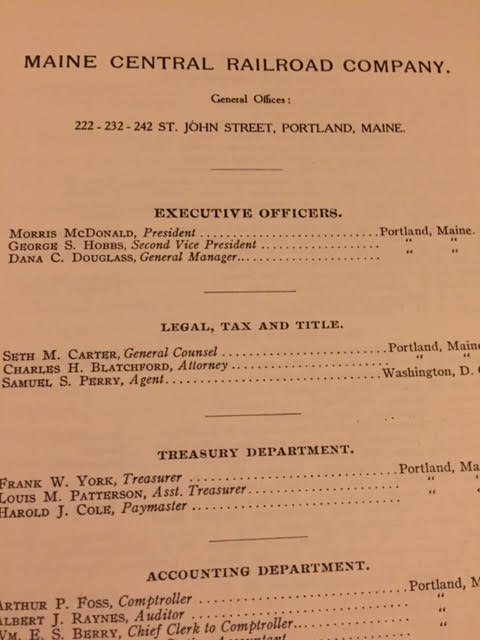 MAINE CENTRAL RAILROAD COMPANY.
General Offices:
222 - 232 - 242 ST. JOHN STREET, PORTLAND, MAINE.
EXECUTIVE OFFICERS.
MORRIS MCDONALD, President ........................ Portland, Maine.
GEORGE S. HOBBS, Second Vice President .................. " "
DANA C. DOUGLASS, General Manager...................... " "
LEGAL, TAX AND TITLE.
SETH M. CARTER, General Counsel ...................... Portland, Maine
CHARLES H. BLATCHFORD, Attorney ...................... " "
SAMUEL S. PERRY, Agent.............................. Washington, D.
TREASURY DEPARTMENT.
FRANK W. YORK, Treasurer ............................ Portland, Ma
LOUIS M. PATTERSON, Asst. Treasurer.................... " "
HAROLD J. COLE, Paymaster ............................ " "
ACCOUNTING DEPARTMENT.
ARTHUR P. FOSS, Comptroller .......................... Portland, M
ALBERT J. RAYNES, Auditor ............................ "
WM. E. S. BERRY, Chief Clerk to Comptroller.............. "
Accountant